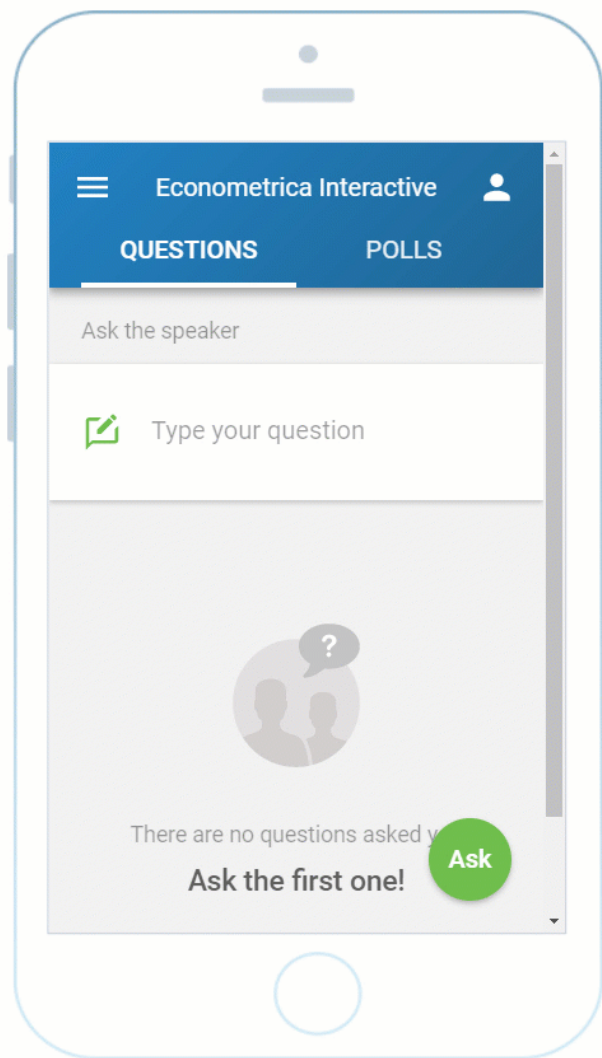 Econometrica Interactive
QUESTIONS POLLS
Ask the speaker
Type your question
?
There are no questions asked
Ask
Ask the first one!